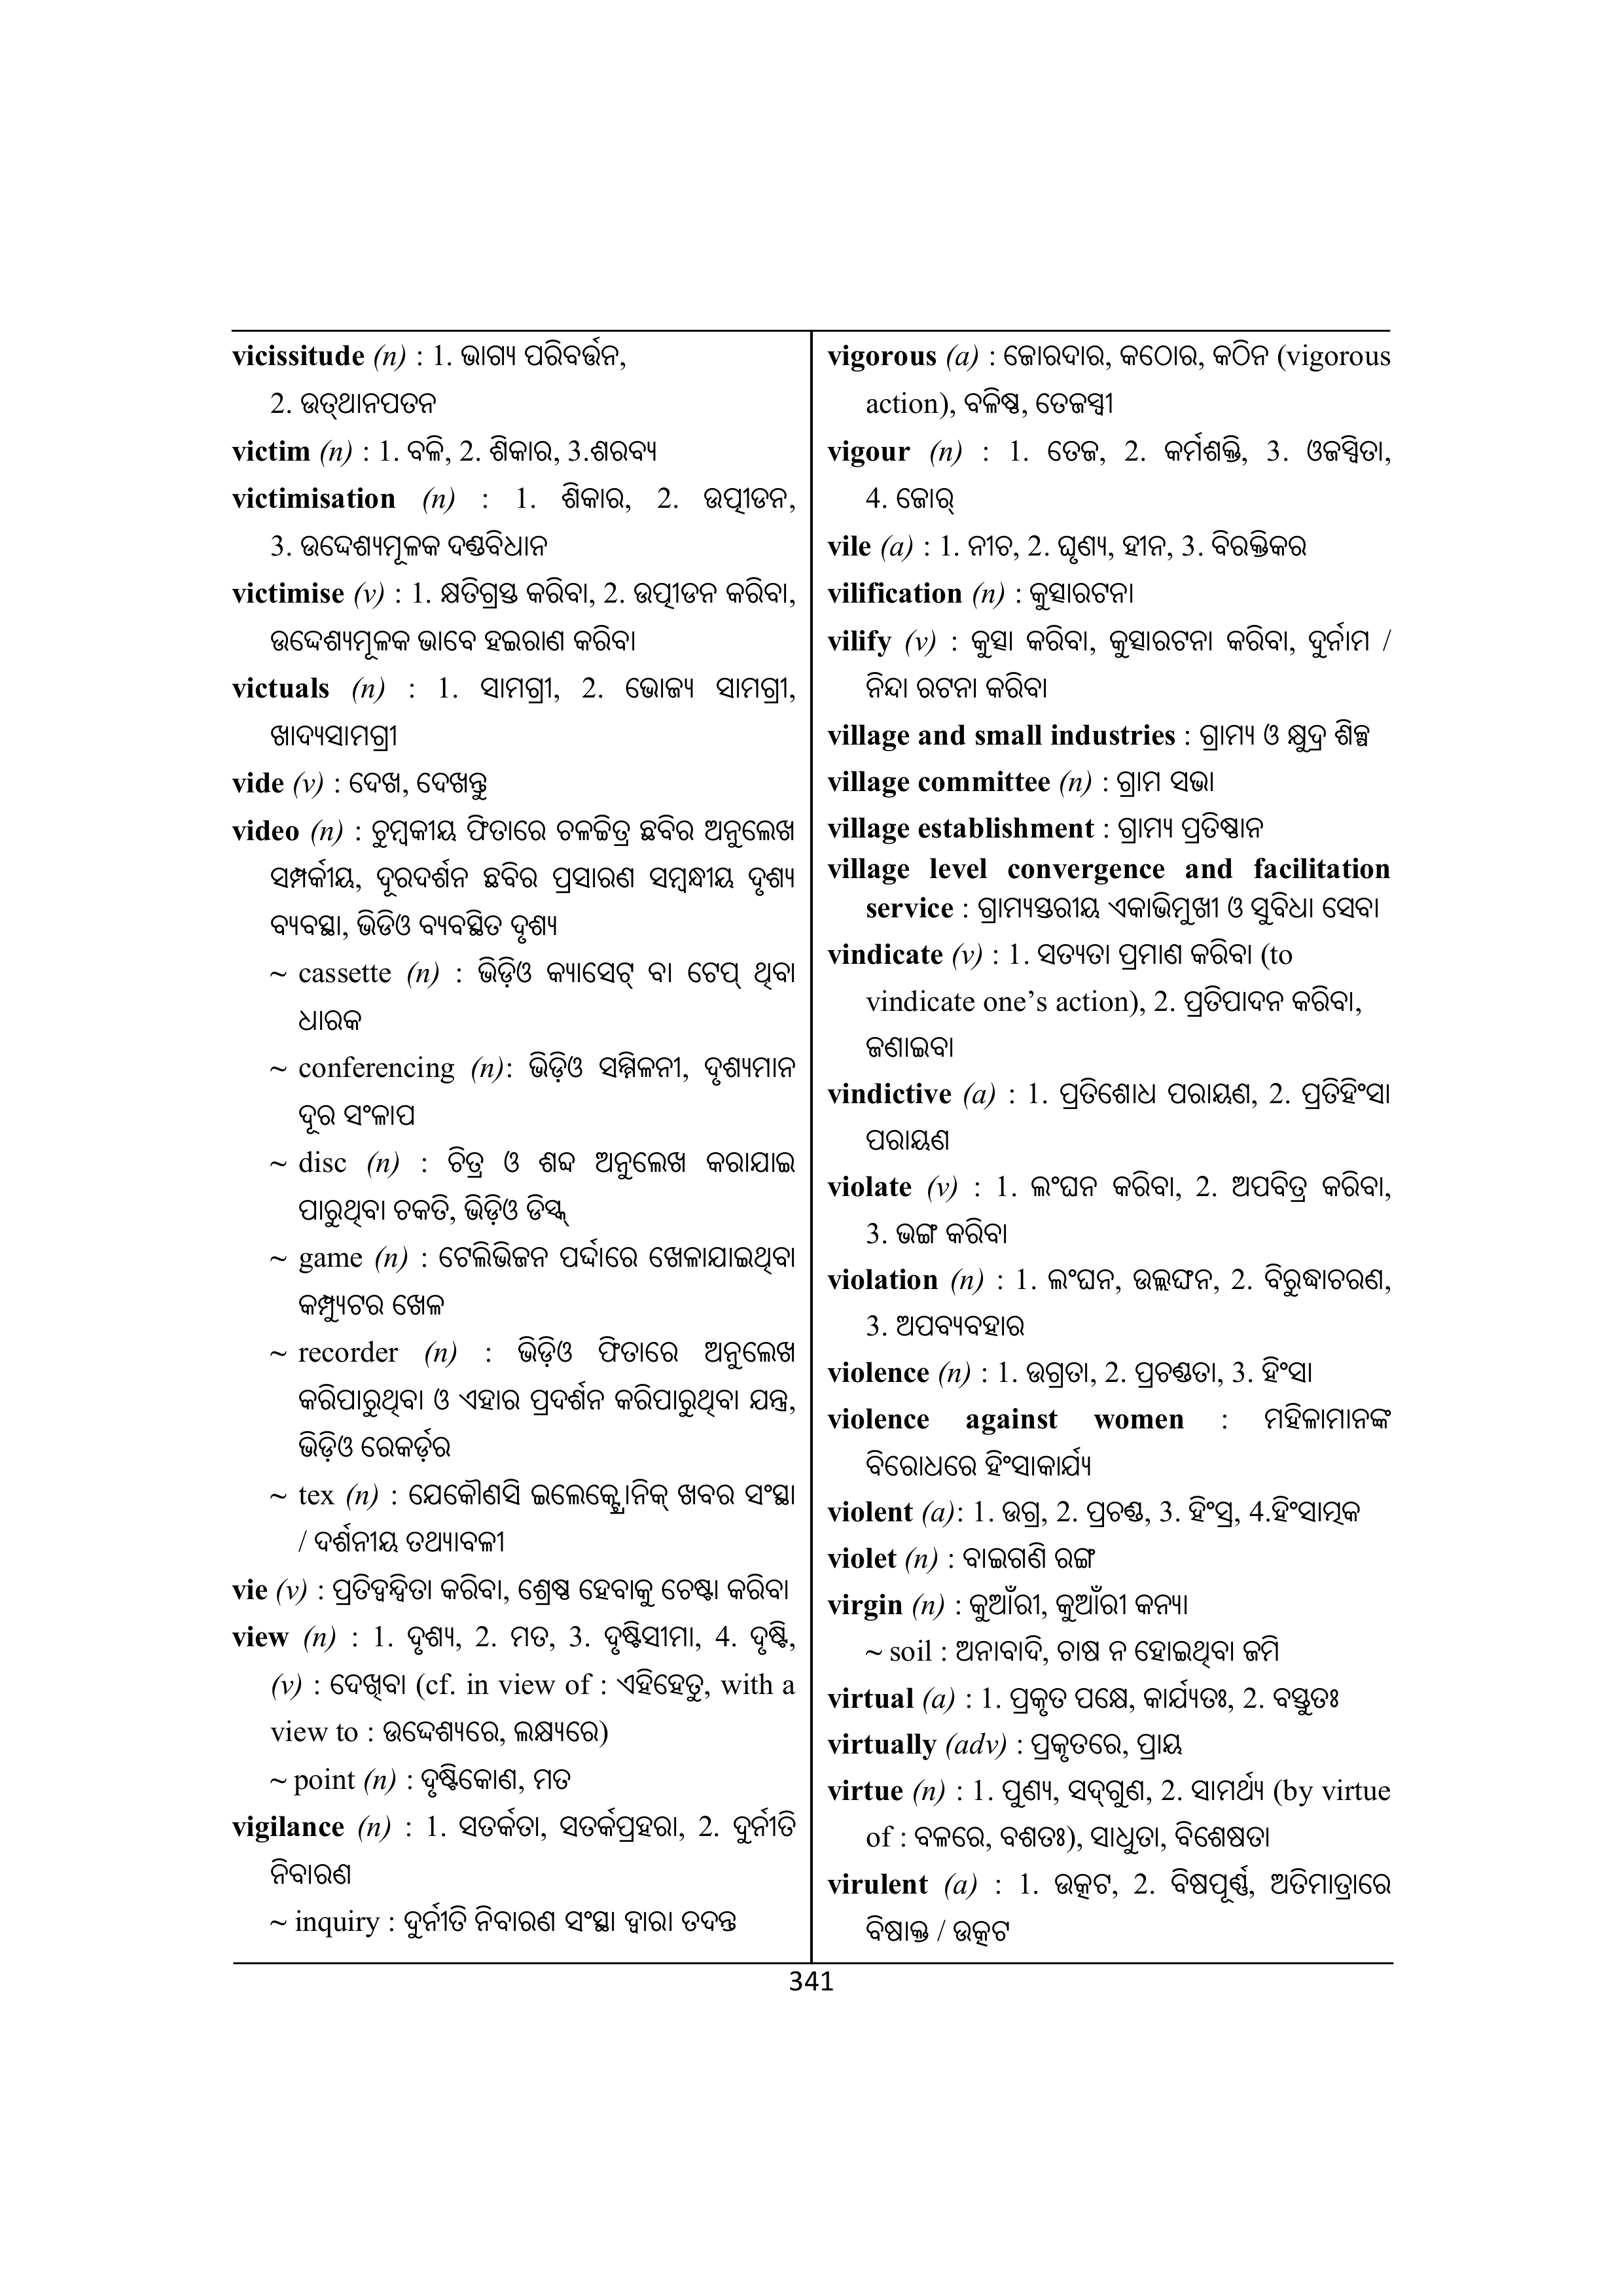 vicissitude (n) : 1. ଭାଗ୍ୟ ପରିବର୍ତ୍ତନ,
2. ଉତ୍‌ଥାନପତନ
victim (n) : 1. ବଳି, 2. ଶିକାର, 3.ଶରବ୍ୟ
victimisation (n) : 1. ଶିକାର, 2. ଉତ୍ପୀଡନ,
3. ଉଦ୍ଦେଶ୍ୟମୂଳକ ଦଣ୍ଡବିଧାନ
victimise (v) : 1. କ୍ଷତିଗ୍ରସ୍ତ କରିବା, 2. ଉତ୍ପୀଡନ କରିବା,
ଉଦ୍ଦେଶ୍ୟମୂଳକ ଭାବେ ହଇରାଣ କରିବା
victuals (n) : 1. ସାମଗ୍ରୀ, 2. ଭୋଜ୍ୟ ସାମଗ୍ରୀ,
ଖାଦ୍ୟସାମଗ୍ରୀ
vide (v) : ଦେଖ, ଦେଖନ୍ତୁ
video (n) : ଚୁମ୍ବକୀୟ ଫିତାରେ ଚଳଚ୍ଚିତ୍ର ଛବିର ଅନୁଲେଖ
ସମ୍ପର୍କୀୟ, ଦୂରଦର୍ଶନ ଛବିର ପ୍ରସାରଣ ସମ୍ବନ୍ଧୀୟ ଦୃଶ୍ୟ
ବ୍ୟବସ୍ଥା, ଭିଡିଓ ବ୍ୟବସ୍ଥିତ ଦୃଶ୍ୟ
~ cassette (n) : ଭିଡ଼ିଓ କ୍ୟାସେଟ୍ ବା ଟେପ୍ ଥିବା
ଧାରକ
~ conferencing (n): ଭିଡ଼ିଓ ସମ୍ମିଳନୀ, ଦୃଶ୍ୟମାନ
ଦୂର ସଂଳାପ
~ disc (n) : ଚିତ୍ର ଓ ଶବ୍ଦ ଅନୁଲେଖ କରାଯାଇ
ପାରୁଥିବା ଚକତି, ଭିଡ଼ିଓ ଡିସ୍କ୍
~ game (n) : ଟେଲିଭିଜନ ପର୍ଦ୍ଦାରେ ଖେଳାଯାଇଥିବା
କମ୍ପ୍ୟୁଟର ଖେଳ
~ recorder (n) : ଭିଡ଼ିଓ ଫିତାରେ ଅନୁଲେଖ
କରିପାରୁଥିବା ଓ ଏହାର ପ୍ରଦର୍ଶନ କରିପାରୁଥିବା ଯନ୍ତ୍ର,
ଭିଡ଼ିଓ ରେକର୍ଡ଼ର
~ tex (n) : ଯେକୌଣସି ଇଲେକ୍ଟ୍ରୋନିକ୍ ଖବର ସଂସ୍ଥା
/ ଦର୍ଶନୀୟ ତଥ୍ୟାବଳୀ
vie (v) : ପ୍ରତିଦ୍ୱନ୍ଦ୍ୱିତା କରିବା, ଶ୍ରେଷ୍ଠ ହେବାକୁ ଚେଷ୍ଟା କରିବା
view (n) : 1. ଦୃଶ୍ୟ, 2. ମତ, 3. ଦୃଷ୍ଟିସୀମା, 4. ଦୃଷ୍ଟି,
(v) : ଦେଖିବା (cf. in view of : ଏହିହେତୁ, with a
view to : ଉଦ୍ଦେଶ୍ୟରେ, ଲକ୍ଷ୍ୟରେ)
~ point (n) : ଦୃଷ୍ଟିକୋଣ, ମତ
vigilance (n) : 1. ସତର୍କତା, ସତର୍କପ୍ରହରା, 2. ଦୁର୍ନୀତି
ନିବାରଣ
~ inquiry : ଦୁର୍ନୀତି ନିବାରଣ ସଂସ୍ଥା ଦ୍ୱାରା ତଦନ୍ତ
vigorous (a) : ଜୋରଦାର, କଠୋର, କଠିନ (vigorous
action), ବଳିଷ୍ଠ, ତେଜସ୍ୱୀ
vigour (n) : 1. ତେଜ, 2. କର୍ମଶକ୍ତି, 3. ଓଜସ୍ୱିତା,
4. ଜୋର୍
vile (a) : 1. ନୀଚ, 2. ଘୃଣ୍ୟ, ହୀନ, 3. ବିରକ୍ତିକର
vilification (n) : କୁତ୍ସାରଟନା
vilify (v) : କୁତ୍ସା କରିବା, କୁତ୍ସାରଟନା କରିବା, ଦୁର୍ନାମ /
ନିନ୍ଦା ରଟନା କରିବା
village and small industries : ଗ୍ରାମ୍ୟ ଓ କ୍ଷୁଦ୍ର ଶିଳ୍ପ
village committee (n) : ଗ୍ରାମ ସଭା
village establishment : ଗ୍ରାମ୍ୟ ପ୍ରତିଷ୍ଠାନ
village level convergence and facilitation
service : ଗ୍ରାମ୍ୟସ୍ତରୀୟ ଏକାଭିମୁଖୀ ଓ ସୁବିଧା ସେବା
vindicate (v) : 1. ସତ୍ୟତା ପ୍ରମାଣ କରିବା (to
vindicate one’s action), 2. ପ୍ରତିପାଦନ କରିବା,
ଜଣାଇବା
vindictive (a) : 1. ପ୍ରତିଶୋଧ ପରାୟଣ, 2. ପ୍ରତିହିଂସା
ପରାୟଣ
violate (v) : 1. ଲଂଘନ କରିବା, 2. ଅପବିତ୍ର କରିବା,
3. ଭଙ୍ଗ କରିବା
violation (n) : 1. ଲଂଘନ, ଉଲ୍ଲଙ୍ଘନ, 2. ବିରୁଦ୍ଧାଚରଣ,
3. ଅପବ୍ୟବହାର
violence (n) : 1. ଉଗ୍ରତା, 2. ପ୍ରଚଣ୍ଡତା, 3. ହିଂସା
violence against women : ମହିଳାମାନଙ୍କ
ବିରୋଧରେ ହିଂସାକାର୍ଯ୍ୟ
violent (a): 1. ଉଗ୍ର, 2. ପ୍ରଚଣ୍ଡ, 3. ହିଂସ୍ର, 4.ହିଂସାତ୍ମକ
violet (n) : ବାଇଗଣି ରଙ୍ଗ
virgin (n) : କୁଆଁରୀ, କୁଆଁରୀ କନ୍ୟା
~ soil : ଅନାବାଦି, ଚାଷ ନ ହୋଇଥିବା ଜମି
virtual (a) : 1. ପ୍ରକୃତ ପକ୍ଷେ, କାର୍ଯ୍ୟତଃ, 2. ବସ୍ତୁତଃ
virtually (adv) : ପ୍ରକୃତରେ, ପ୍ରାୟ
virtue (n) : 1. ପୁଣ୍ୟ, ସଦ୍‌ଗୁଣ, 2. ସାମର୍ଥ୍ୟ (by virtue
of : ବଳରେ, ବଶତଃ), ସାଧୁତା, ବିଶେଷତା
virulent (a) : 1. ଉତ୍କଟ, 2. ବିଷପୂର୍ଣ୍ଣ, ଅତିମାତ୍ରାରେ
ବିଷାକ୍ତ / ଉତ୍କଟ
341